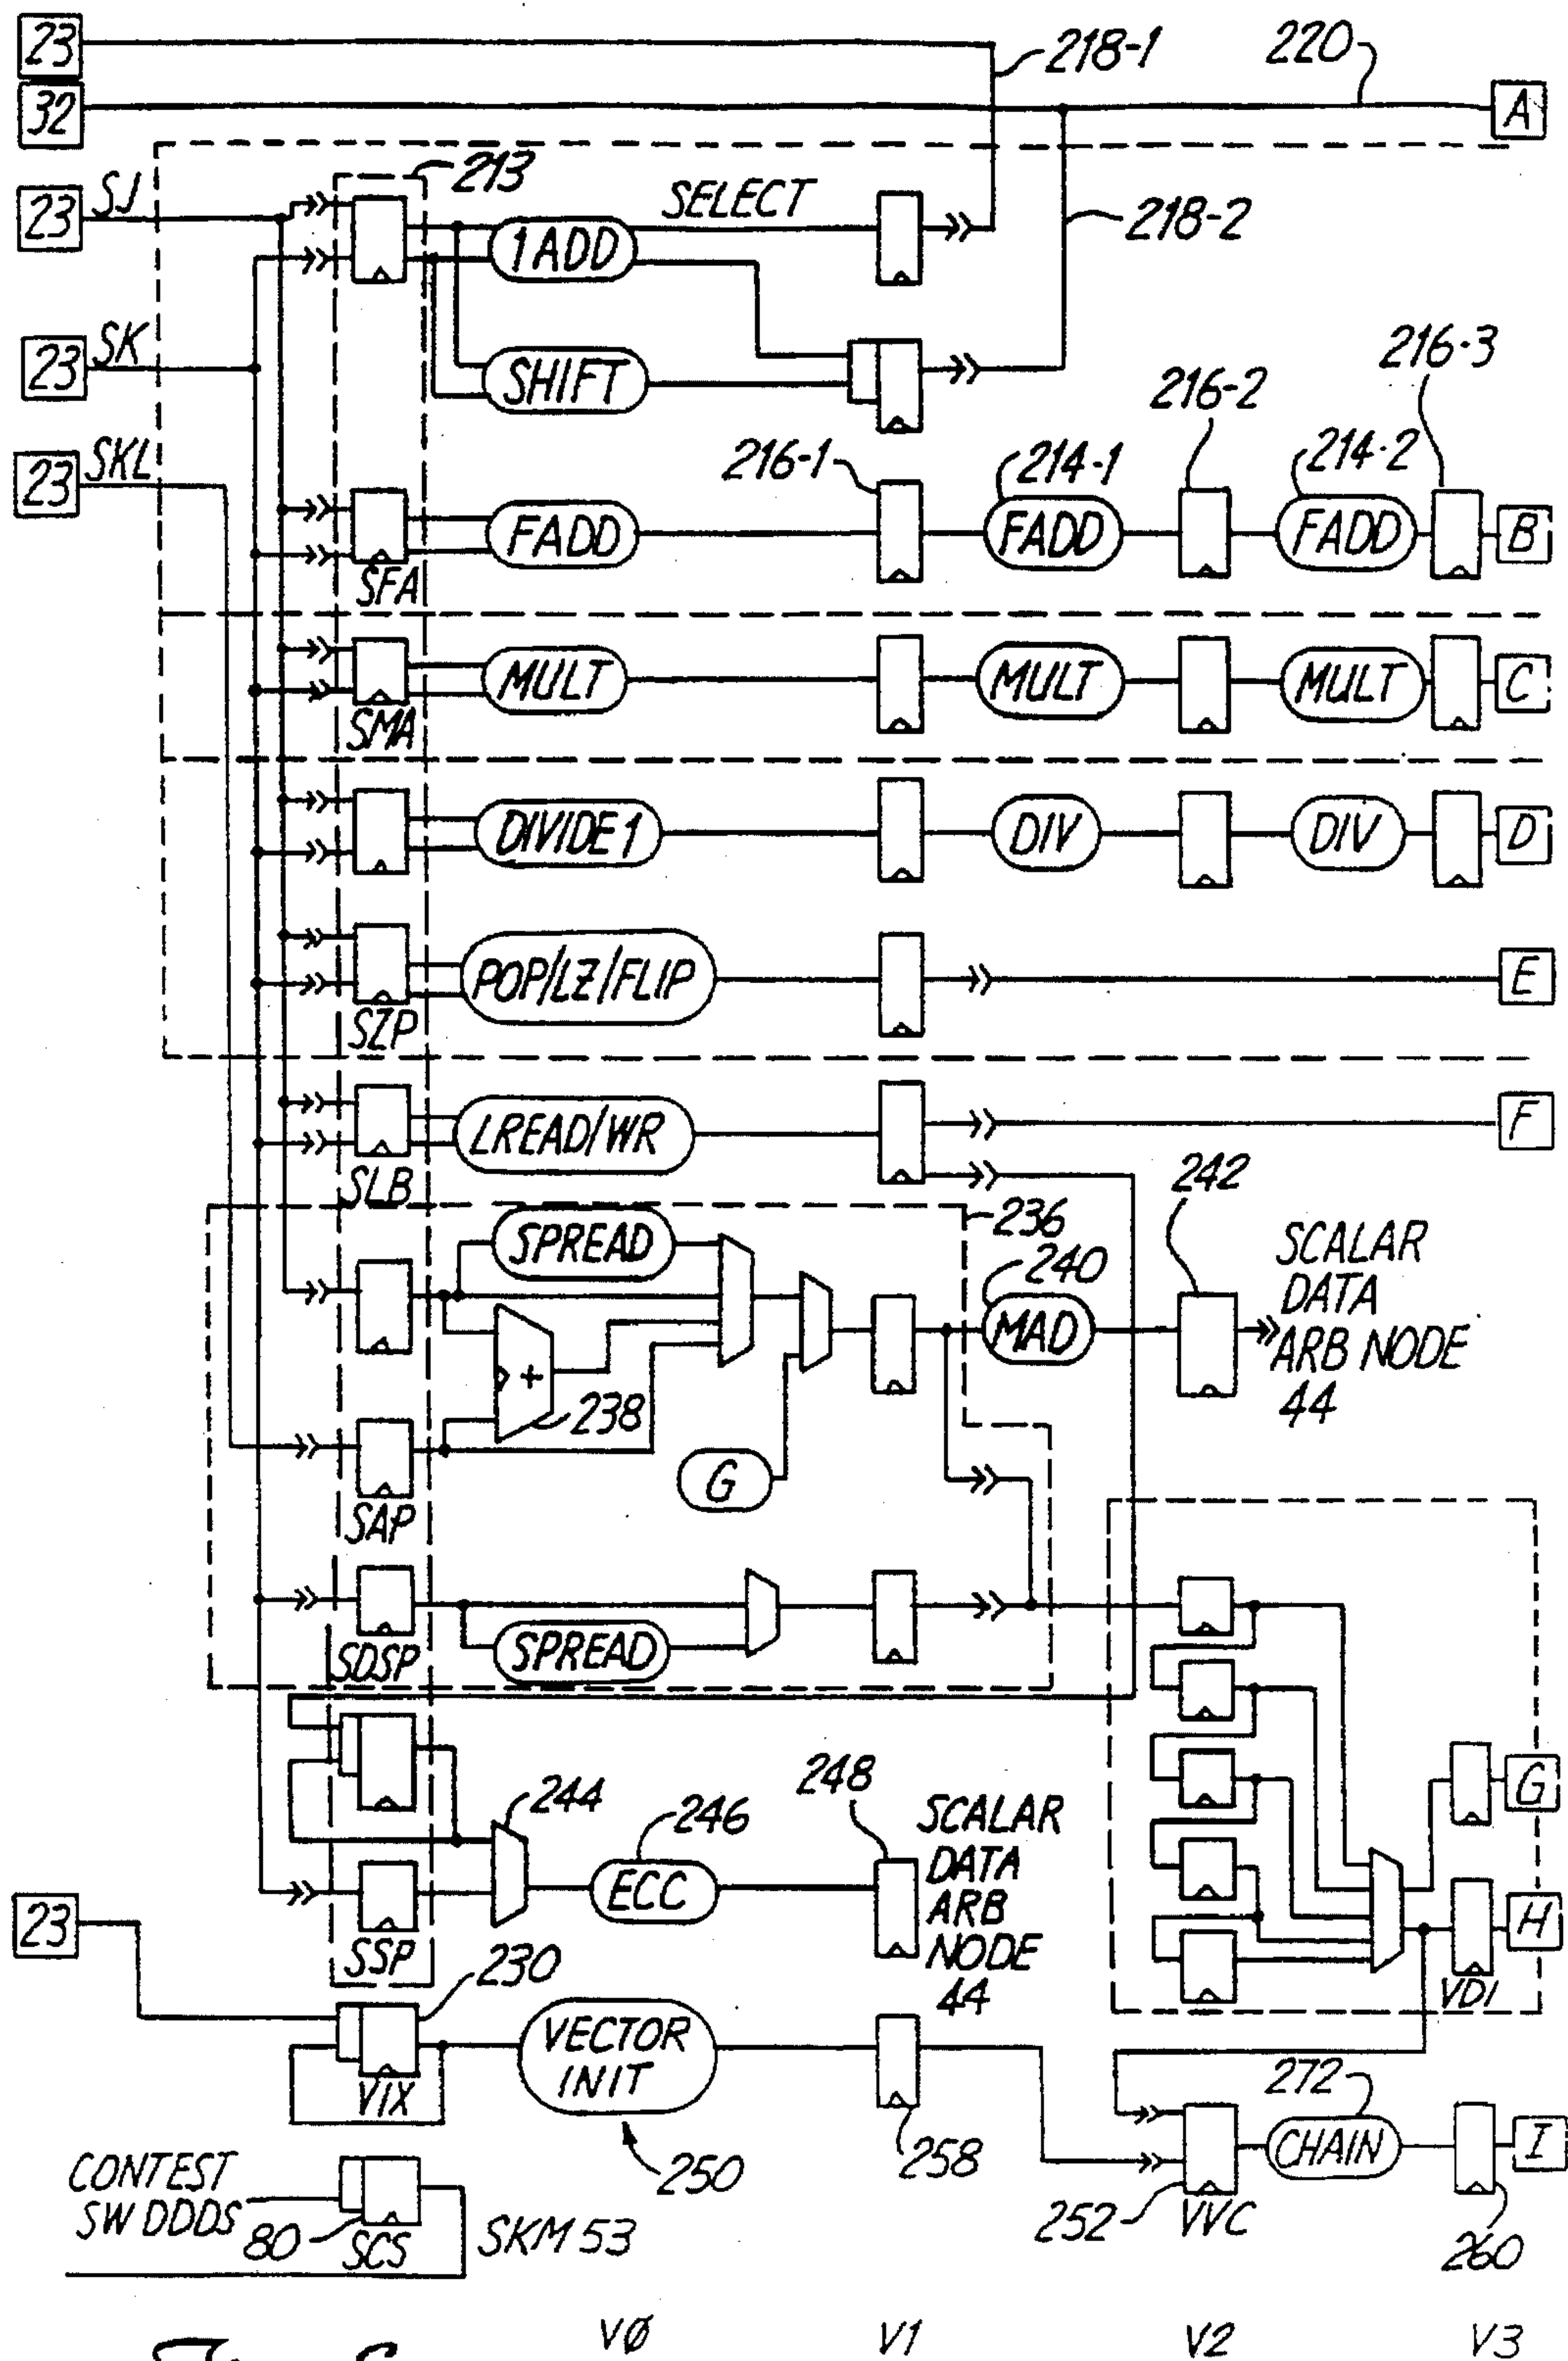 23
218-1
220
32
A
213
23
SJ
SELECT
1ADD
218-2
23
SK
SHIFT
216-3
216-2
23
SKL
216-1
214-1
214-2
FADD
FADD
FADD
B
SFA
MULT
MULT
MULT
C
SMA
DIVIDE1
DIV
DIV
D
POP/LZ/FLIP
E
SZP
LREAD/WR
F
SLB
242
236
SPREAD
240
SCALAR
DATA
ARB NODE
44
MAD
+
238
G
SAP
SPREAD
SDSP
244
246
248
SCALAR
DATA
ARB
NODE
44
G
ECC
23
H
SSP
230
VDI
VECTOR
INIT
VIX
272
258
CHAIN
I
250
CONTEST
SW DDDS
80
SCS
SKM 53
252
VVC
260
VØ
V1
V2
V3